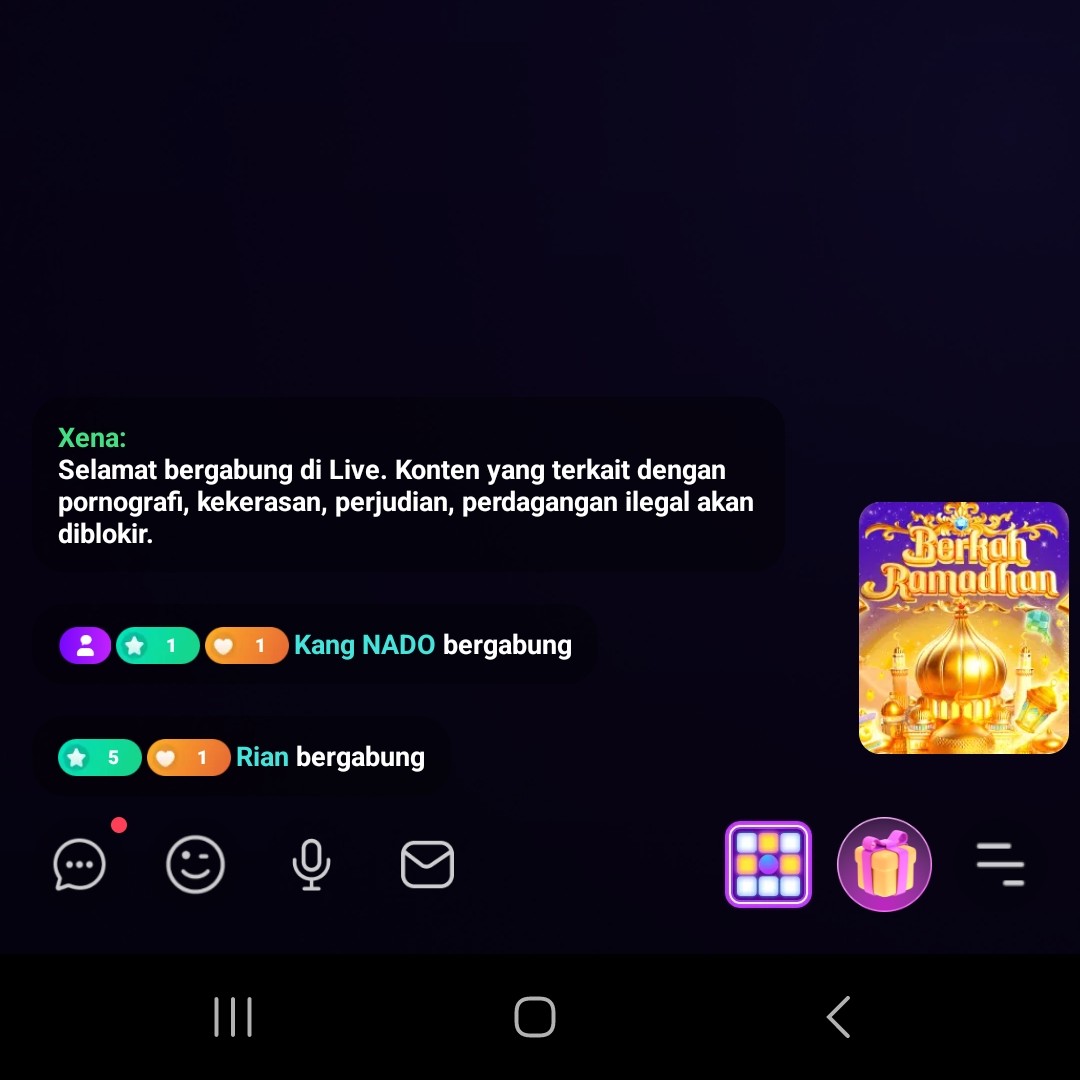 Xena:
Selamat bergabung di Live. Konten yang terkait dengan
pornografi, kekerasan, perjudian, perdagangan ilegal akan
diblokir.
1 1 Kang NADO bergabung
Berkah
Ramadhan
5 1 Rian bergabung